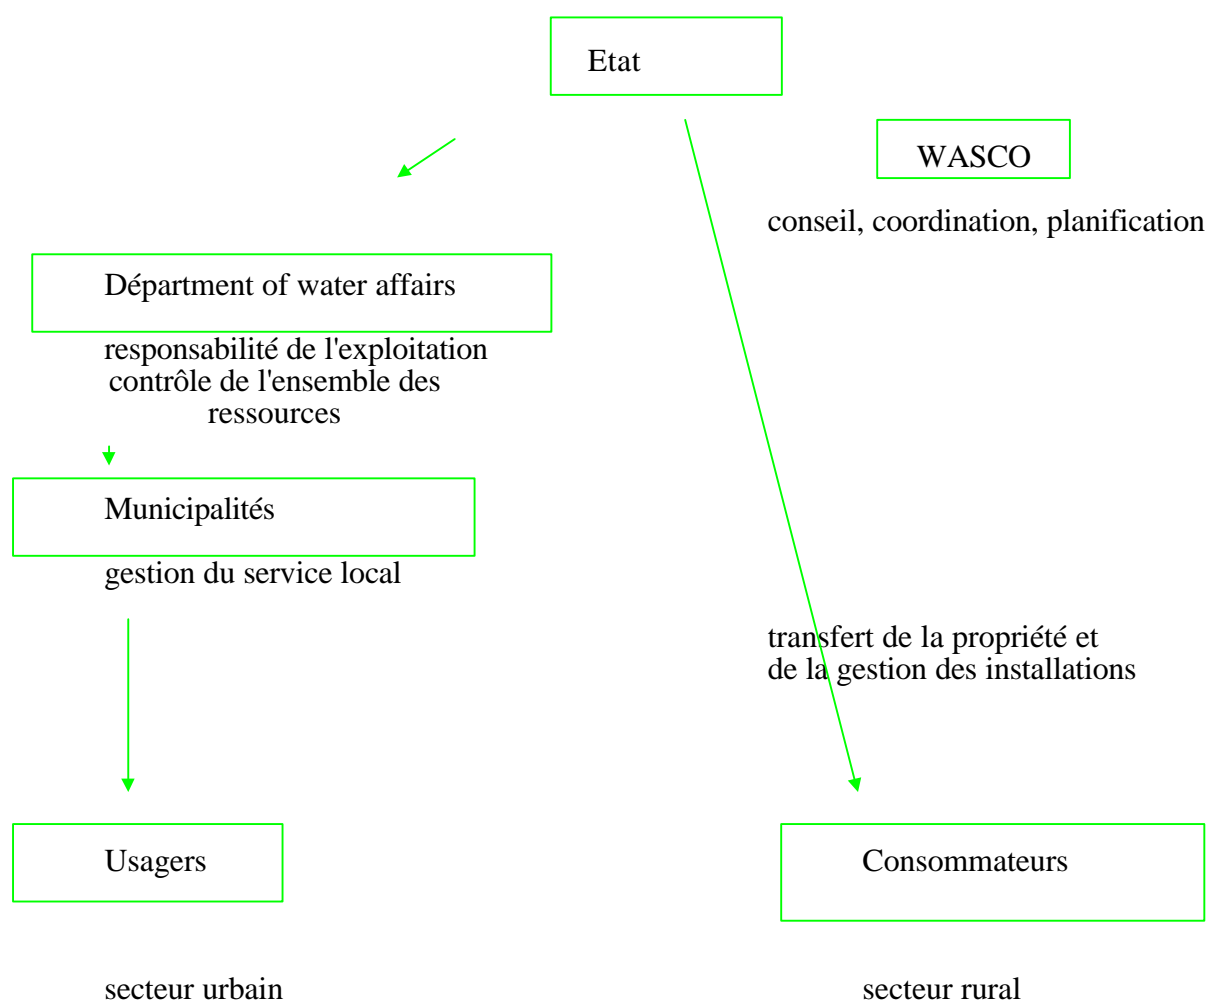 Etat
WASCO
conseil, coordination, planification
Départment of water affairs
responsabilité de l'exploitation
contrôle de l'ensemble des
ressources
Municipalités
gestion du service local
transfert de la propriété et
de la gestion des installations
Usagers
Consommateurs
secteur urbain
secteur rural